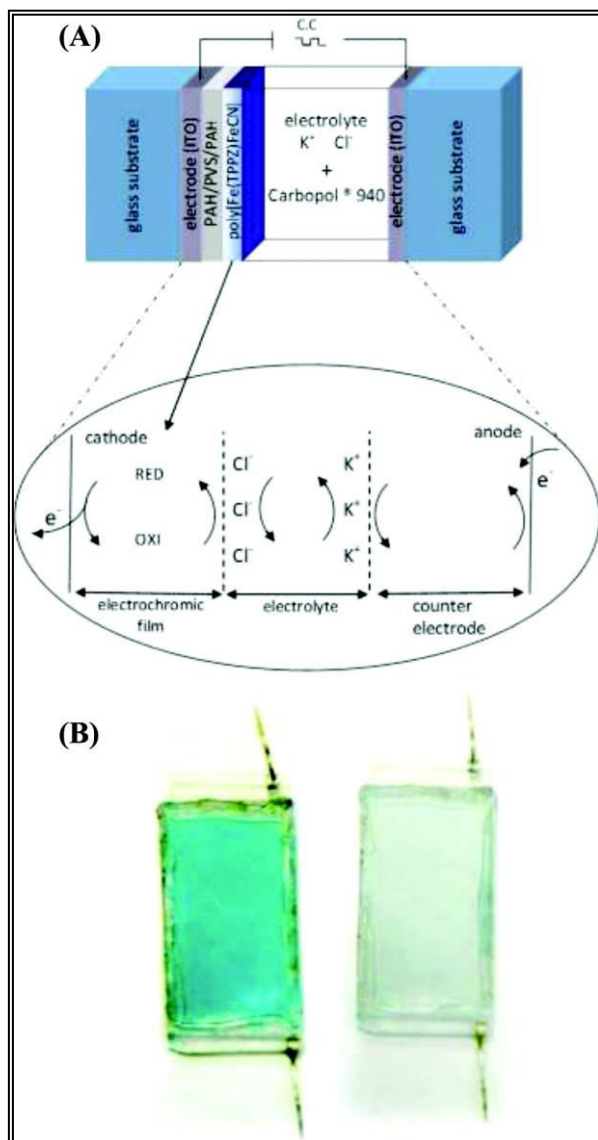 (A)
C.C
glass substrate
electrode (ITO)
PAH/PVS/PAH
poly[Fe(TPPZ)FeCN]
electrolyte
K⁺ Cl⁻
+
Carbopol ® 940
electrode (ITO)
glass substrate
cathode
anode
RED
Cl⁻
K⁺
e⁻
Cl⁻
K⁺
e⁻
OXI
Cl⁻
K⁺
electrochromic
film
electrolyte
counter
electrode
(B)